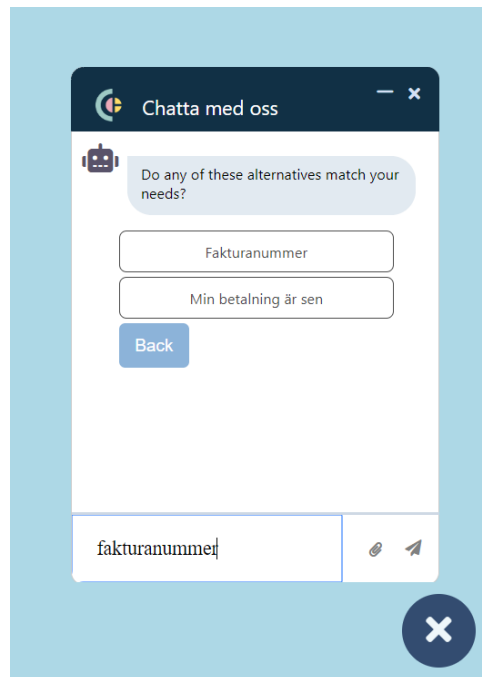 Chatta med oss
Do any of these alternatives match your
needs?
Fakturanummer
Min betalning är sen
Back
fakturanummer